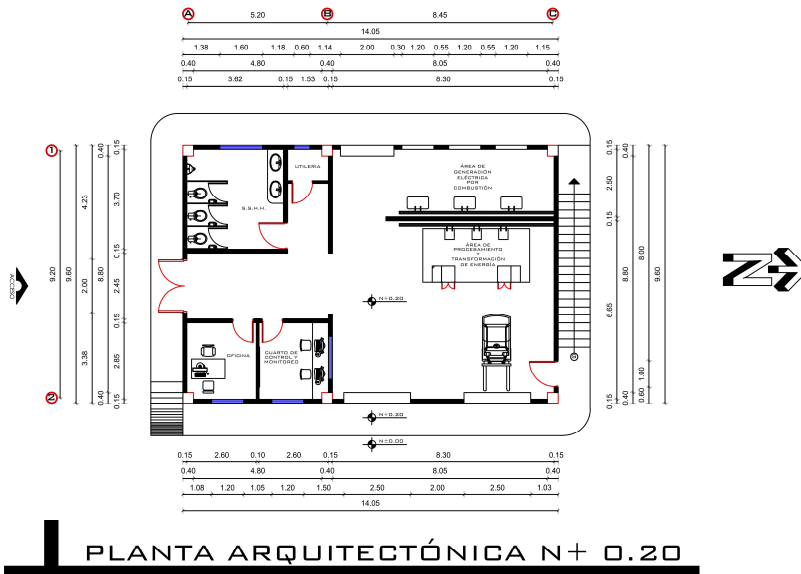 A
5.20
B
8.45
C
14.05
1.38 1.60 1.18 0.60 1.14 2.00 0.30 1.20 0.55 1.20 0.55 1.20 1.15
0.40 4.80 0.40 8.05 0.40
0.15 3.62 0.15 1.53 0.15 8.30 0.15
1
2
ACCESO
9.20
9.60
4.25
2.00
3.38
0.40
8.80
0.40
0.15
3.70
0.15
2.45
0.15
2.85
0.15
UTILERIA
S.S.H.H.
ÁREA DE
GENERACIÓN
ELÉCTRICA
POR
COMBUSTIÓN
ÁREA DE
PROCESAMIENTO
Y
TRANSFORMACIÓN
DE ENERGÍA
N+0.20
OFICINA
CUARTO DE
CONTROL Y
MONITOREO
N+0.20
N±0.00
0.15
2.50
0.15
6.65
0.15
0.40
8.80
0.40
8.00
0.60
9.60
N
0.15 2.60 0.10 2.60 0.15 8.30 0.15
0.40 4.80 0.40 8.05 0.40
1.08 1.20 1.05 1.20 1.50 2.50 2.00 2.50 1.03
14.05
PLANTA ARQUITECTÓNICA N+ 0.20